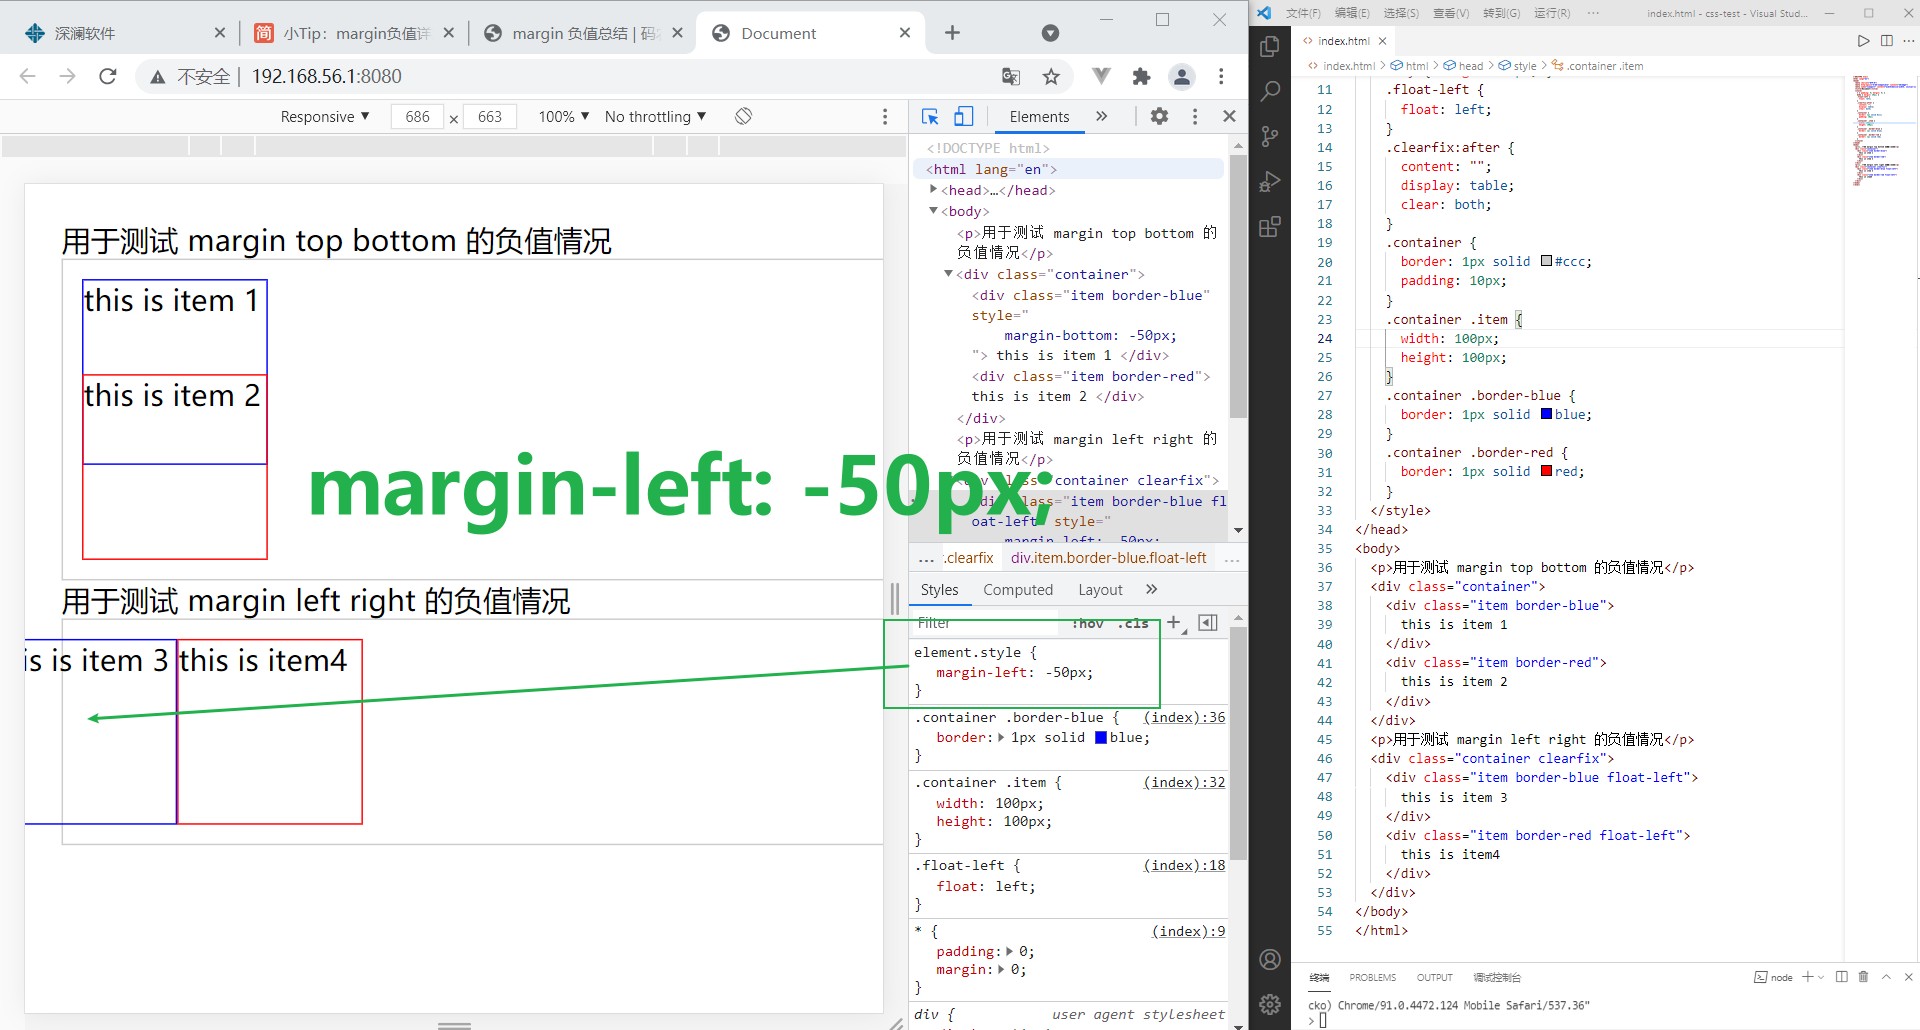 深澜软件
小Tip：margin负值详
margin 负值总结 | 码
Document
不安全 | 192.168.56.1:8080
Responsive ▼ 686 x 663 100% ▼ No throttling ▼
用于测试 margin top bottom 的负值情况
this is item 1
this is item 2
margin-left: -50px;
用于测试 margin left right 的负值情况
is is item 3
this is item4
Elements
<!DOCTYPE html>
<html lang="en">
<head>…</head>
<body>
<p>用于测试 margin top bottom 的
负值情况</p>
<div class="container">
<div class="item border-blue"
style="
margin-bottom: -50px;
"> this is item 1 </div>
<div class="item border-red">
this is item 2 </div>
</div>
<p>用于测试 margin left right 的
负值情况</p>
<div class="container clearfix">
<div class="item border-blue fl
oat-left" style="
margin-left: -50px;
... .clearfix div.item.border-blue.float-left ...
Styles Computed Layout
Filter :hov .cls
element.style {
margin-left: -50px;
}
.container .border-blue { (index):36
border: 1px solid blue;
}
.container .item { (index):32
width: 100px;
height: 100px;
}
.float-left { (index):18
float: left;
}
* { (index):9
padding: 0;
margin: 0;
}
div { user agent stylesheet
文件(F) 编辑(E) 选择(S) 查看(V) 转到(G) 运行(R) ··· index.html - css-test - Visual Stud...
index.html
index.html > html > head > style > .container .item
11 .float-left {
12 float: left;
13 }
14 .clearfix:after {
15 content: "";
16 display: table;
17 clear: both;
18 }
19 .container {
20 border: 1px solid #ccc;
21 padding: 10px;
22 }
23 .container .item {
24 width: 100px;
25 height: 100px;
26 }
27 .container .border-blue {
28 border: 1px solid blue;
29 }
30 .container .border-red {
31 border: 1px solid red;
32 }
33 </style>
34 </head>
35 <body>
36 <p>用于测试 margin top bottom 的负值情况</p>
37 <div class="container">
38 <div class="item border-blue">
39 this is item 1
40 </div>
41 <div class="item border-red">
42 this is item 2
43 </div>
44 </div>
45 <p>用于测试 margin left right 的负值情况</p>
46 <div class="container clearfix">
47 <div class="item border-blue float-left">
48 this is item 3
49 </div>
50 <div class="item border-red float-left">
51 this is item4
52 </div>
53 </div>
54 </body>
55 </html>
终端 PROBLEMS OUTPUT 调试控制台 node
cko) Chrome/91.0.4472.124 Mobile Safari/537.36"
>